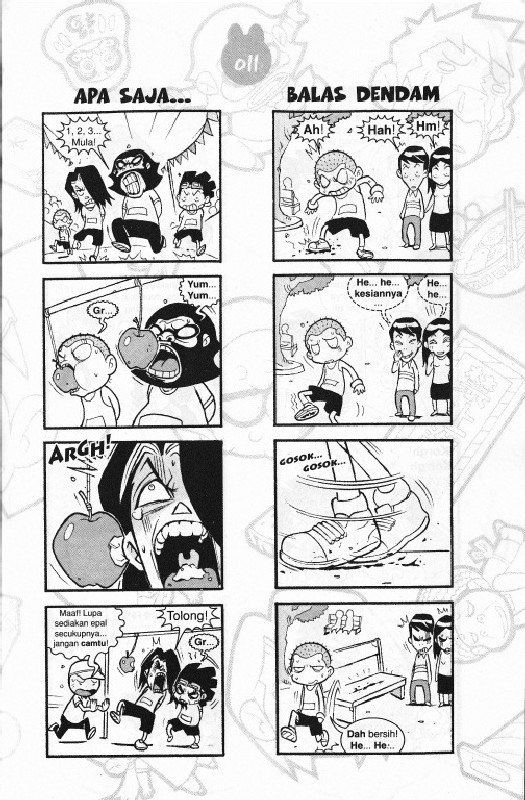 011
APA SAJA...
1, 2, 3...
Mula!
Gr...
Yum...
Yum...
ARGH!
Maaf! Lupa
sediakan epal
secukupnya...
jangan camtu!
Tolong!
Gr...
BALAS DENDAM
Ah!
Hah!
Hm!
He... he...
kesiannya
...
He...
he...
GOSOK...
GOSOK...
Dah bersih!
He... He...